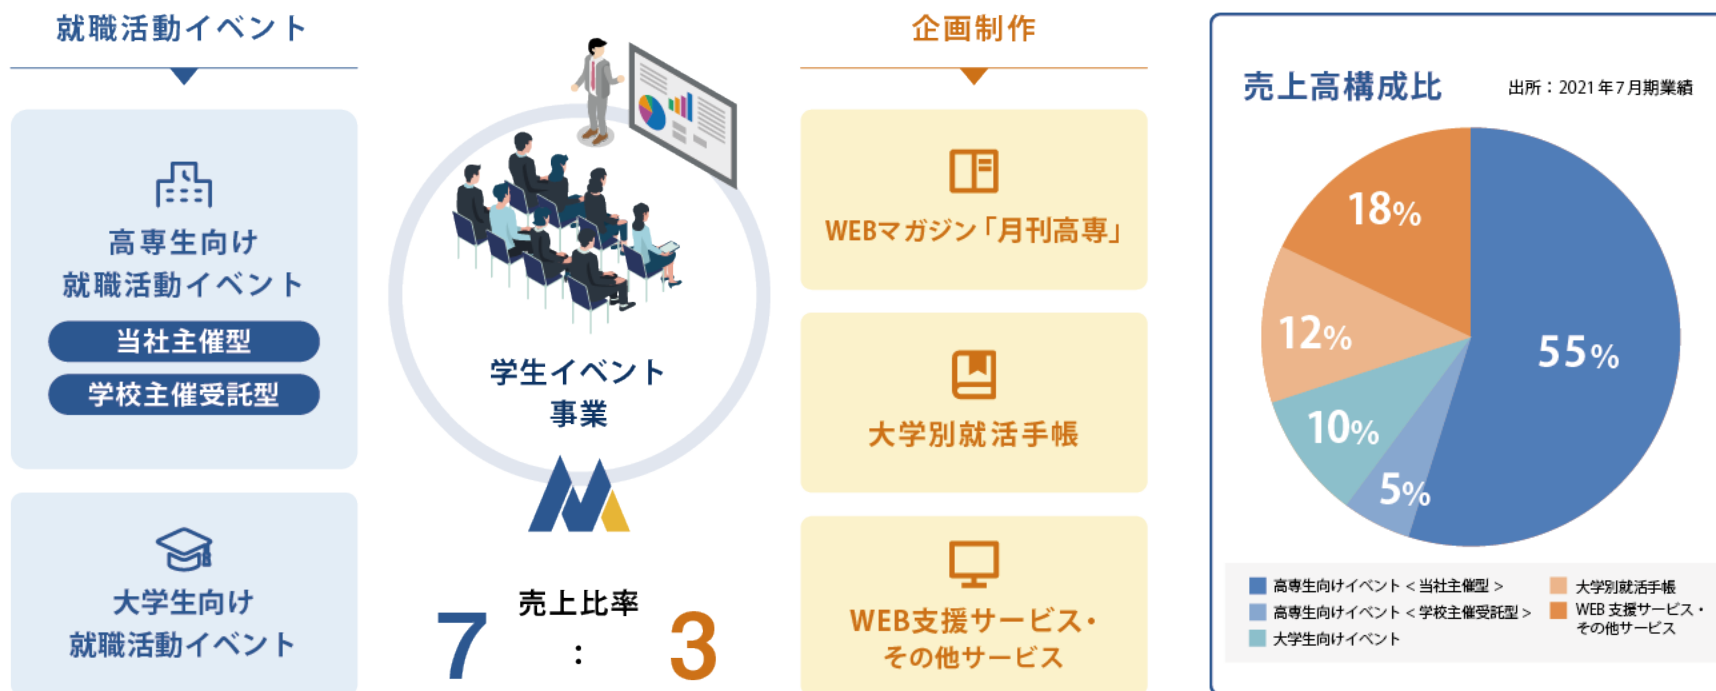 就職活動イベント
高専生向け
就職活動イベント
当社主催型
学校主催受託型
大学生向け
就職活動イベント
学生イベント
事業
売上比率
7 : 3
企画制作
WEBマガジン「月刊高専」
大学別就活手帳
WEB支援サービス・
その他サービス
売上高構成比
出所：2021年7月期業績
18%
12%
55%
10%
5%
高専生向けイベント < 当社主催型 >
高専生向けイベント < 学校主催受託型 >
大学生向けイベント
大学別就活手帳
WEB 支援サービス・
その他サービス